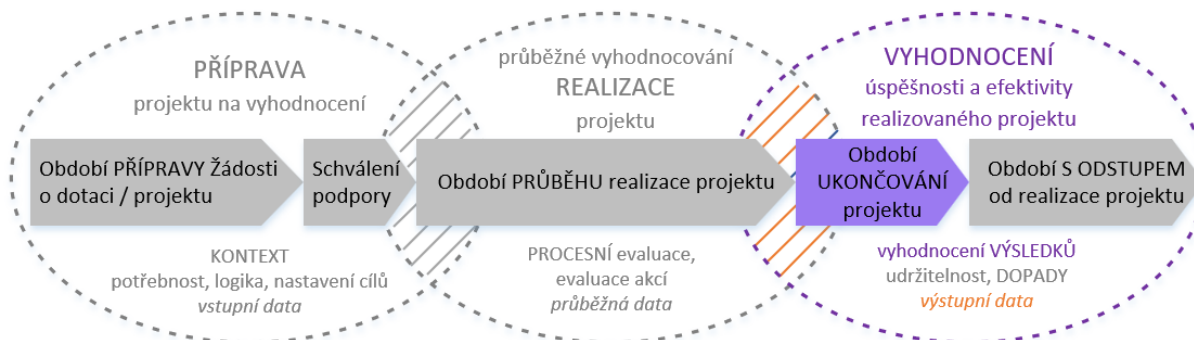 PŘÍPRAVA
projektu na vyhodnocení
průběžné vyhodnocování
REALIZACE
projektu
VYHODNOCENÍ
úspěšnosti a efektivity
realizovaného projektu
Období PŘÍPRAVY Žádosti
o dotaci / projektu
Schválení
podpory
Období PRŮBĚHU realizace projektu
Období
UKONČOVÁNÍ
projektu
Období S ODSTUPEM
od realizace projektu
KONTEXT
potřebnost, logika, nastavení cílů
vstupní data
PROCESNÍ evaluace,
evaluace akcí
průběžná data
vyhodnocení VÝSLEDKŮ
udržitelnost, DOPADY
výstupní data